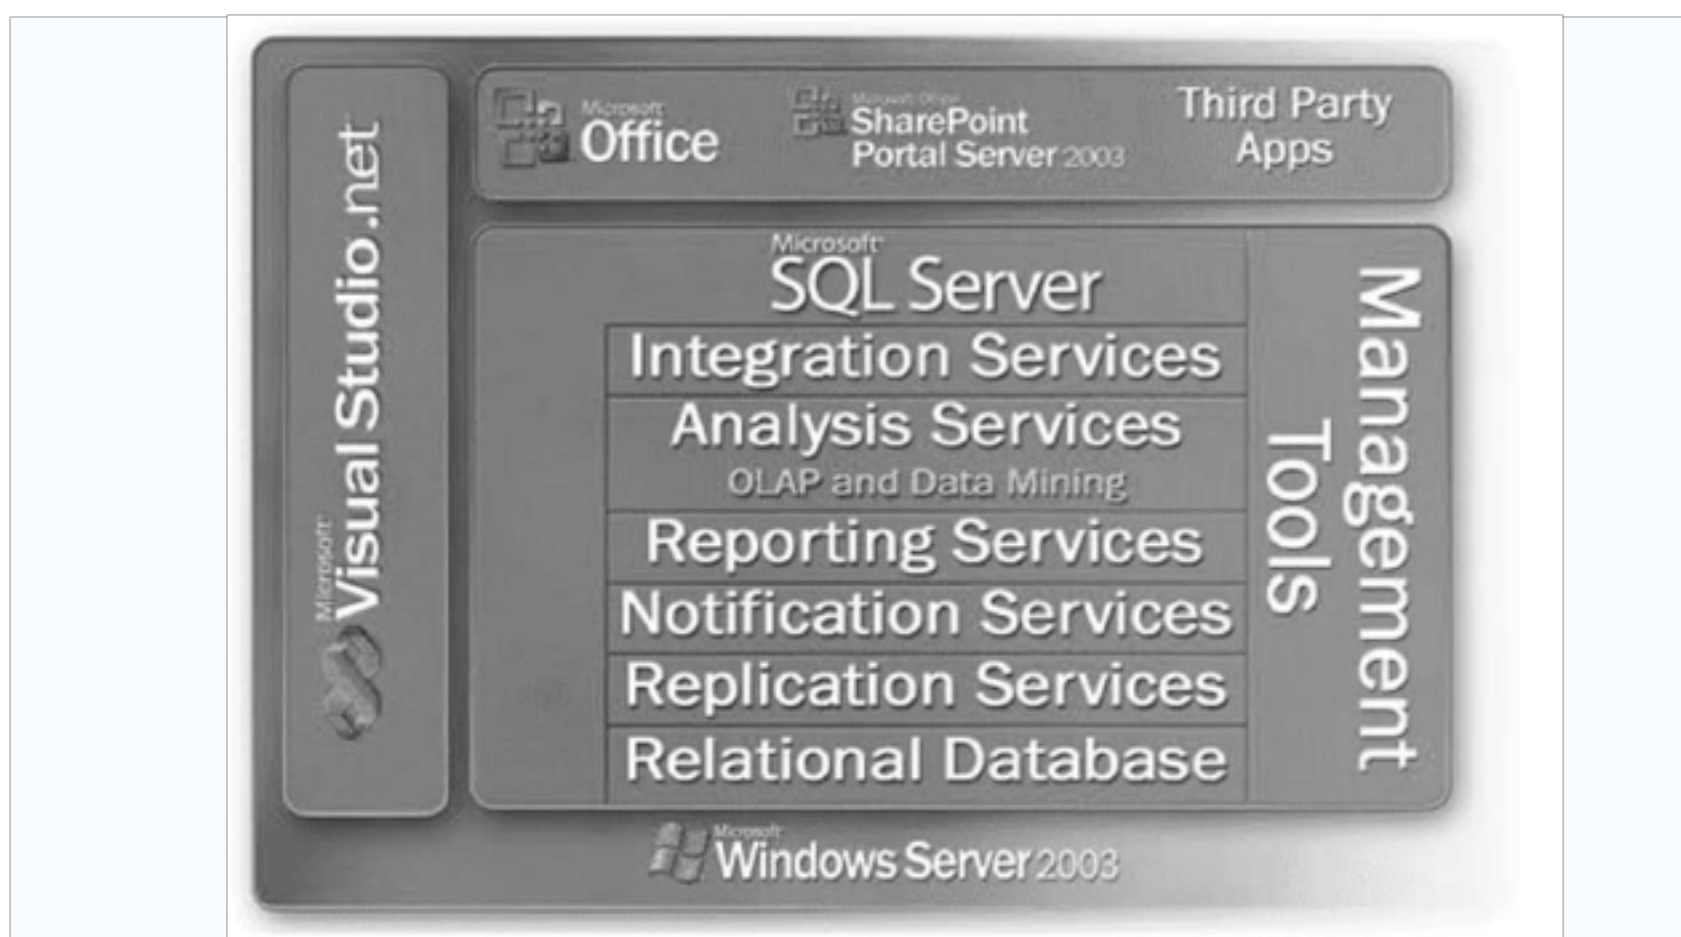 Microsoft
Visual Studio.net
Microsoft
Office
Microsoft Office
SharePoint
Portal Server 2003
Third Party
Apps
Microsoft
SQL Server
Integration Services
Analysis Services
OLAP and Data Mining
Reporting Services
Notification Services
Replication Services
Relational Database
Management
Tools
Microsoft
Windows Server 2003